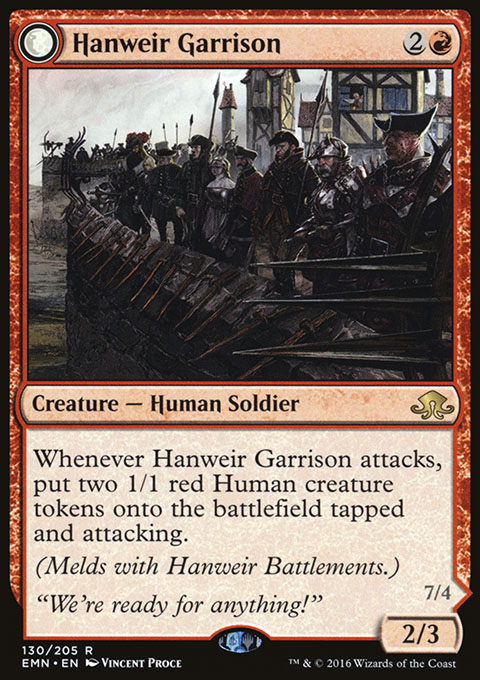 Hanweir Garrison 2
Creature — Human Soldier
Whenever Hanweir Garrison attacks,
put two 1/1 red Human creature
tokens onto the battlefield tapped
and attacking.
(Melds with Hanweir Battlements.)
“We’re ready for anything!”
7/4
2/3
130/205 R
EMN • EN Vincent Proce
™ & © 2016 Wizards of the Coast